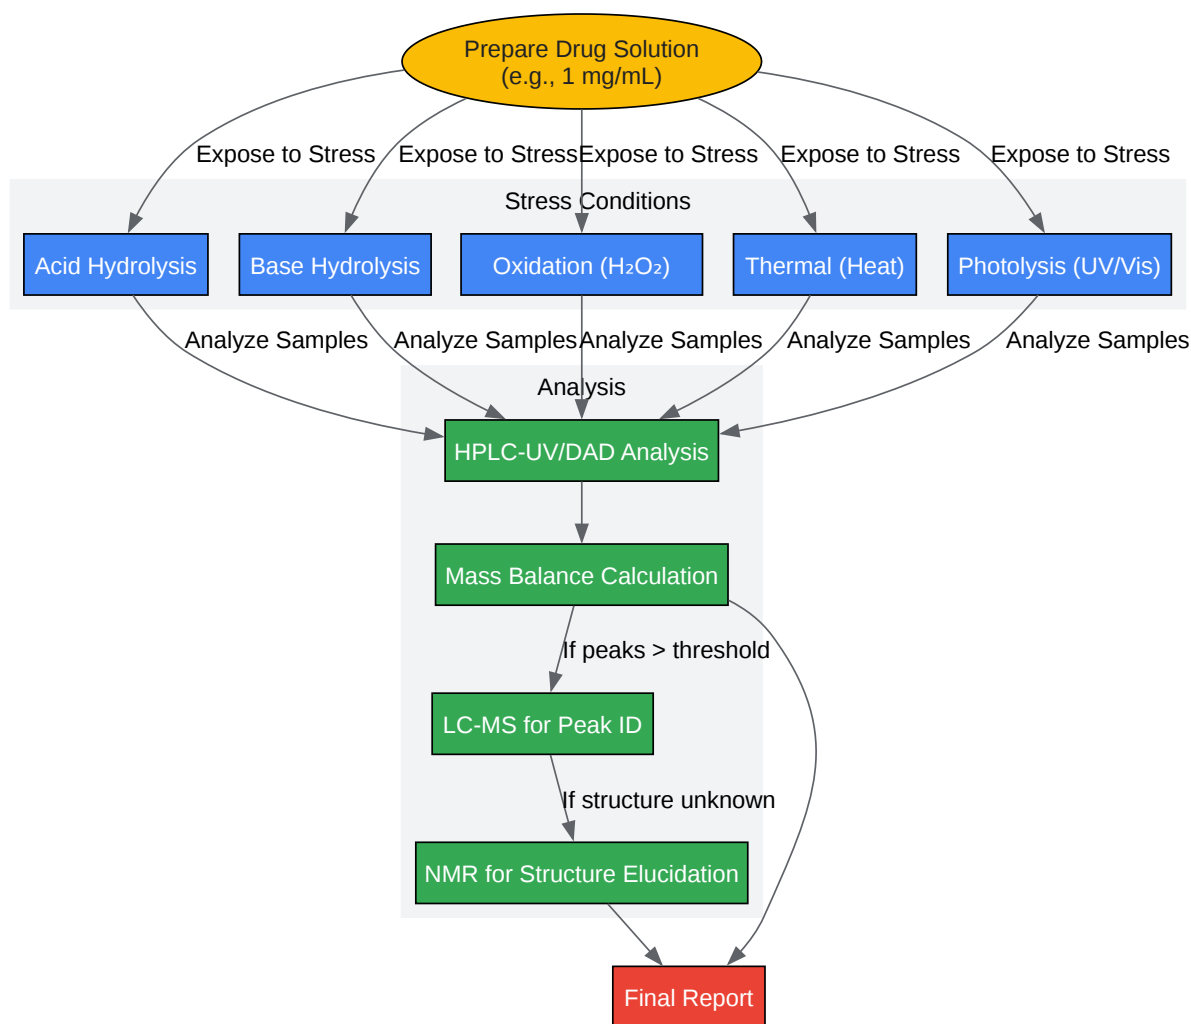 Prepare Drug Solution
(e.g., 1 mg/mL)
Expose to Stress
Expose to Stress
Expose to Stress
Expose to Stress
Expose to Stress
Stress Conditions
Acid Hydrolysis
Base Hydrolysis
Oxidation (H₂O₂)
Thermal (Heat)
Photolysis (UV/Vis)
Analyze Samples
Analyze Samples
Analyze Samples
Analyze Samples
Analyze Samples
Analysis
HPLC-UV/DAD Analysis
Mass Balance Calculation
If peaks > threshold
LC-MS for Peak ID
If structure unknown
NMR for Structure Elucidation
Final Report